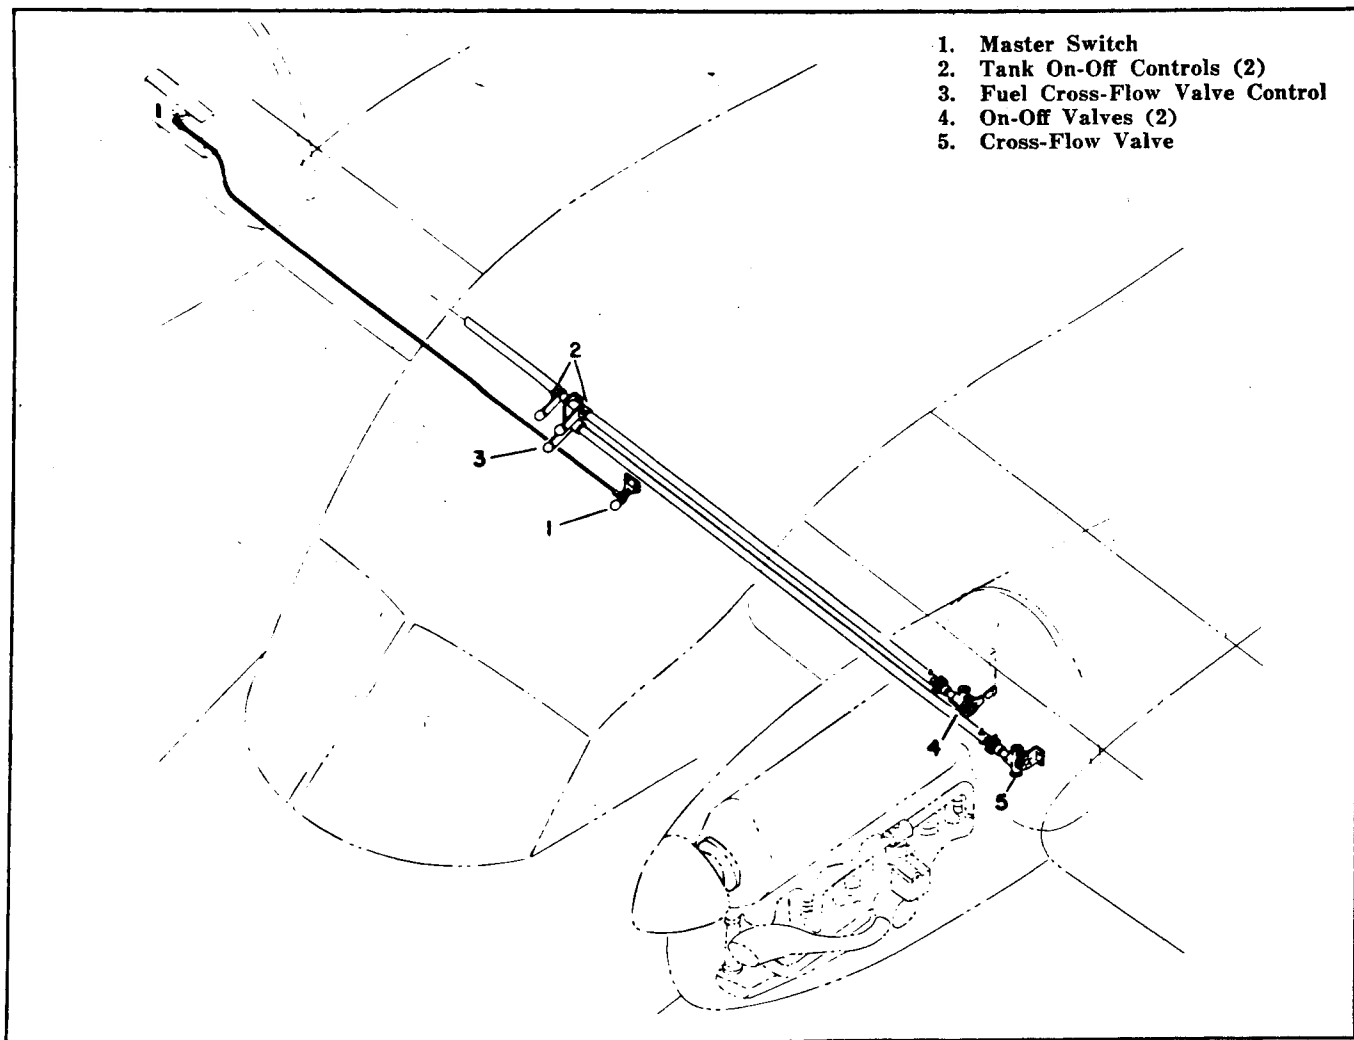 1. Master Switch
2. Tank On-Off Controls (2)
3. Fuel Cross-Flow Valve Control
4. On-Off Valves (2)
5. Cross-Flow Valve
1
2
3
1
4
5